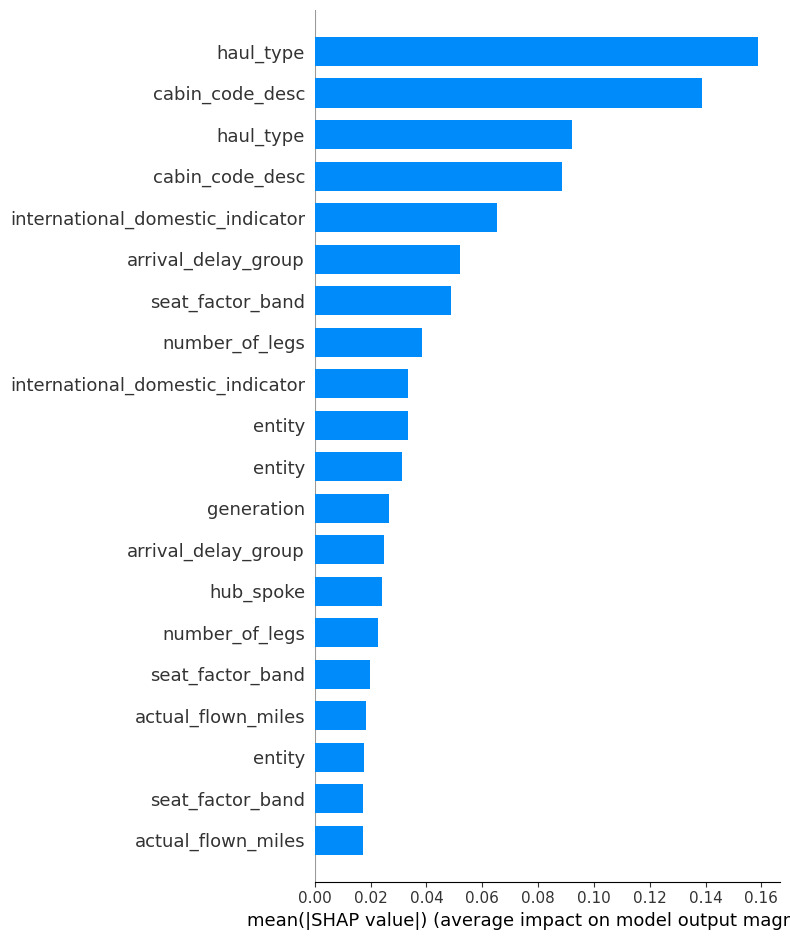 haul_type
cabin_code_desc
haul_type
cabin_code_desc
international_domestic_indicator
arrival_delay_group
seat_factor_band
number_of_legs
international_domestic_indicator
entity
entity
generation
arrival_delay_group
hub_spoke
number_of_legs
seat_factor_band
actual_flown_miles
entity
seat_factor_band
actual_flown_miles
0.00 0.02 0.04 0.06 0.08 0.10 0.12 0.14 0.16
mean(|SHAP value|) (average impact on model output magr